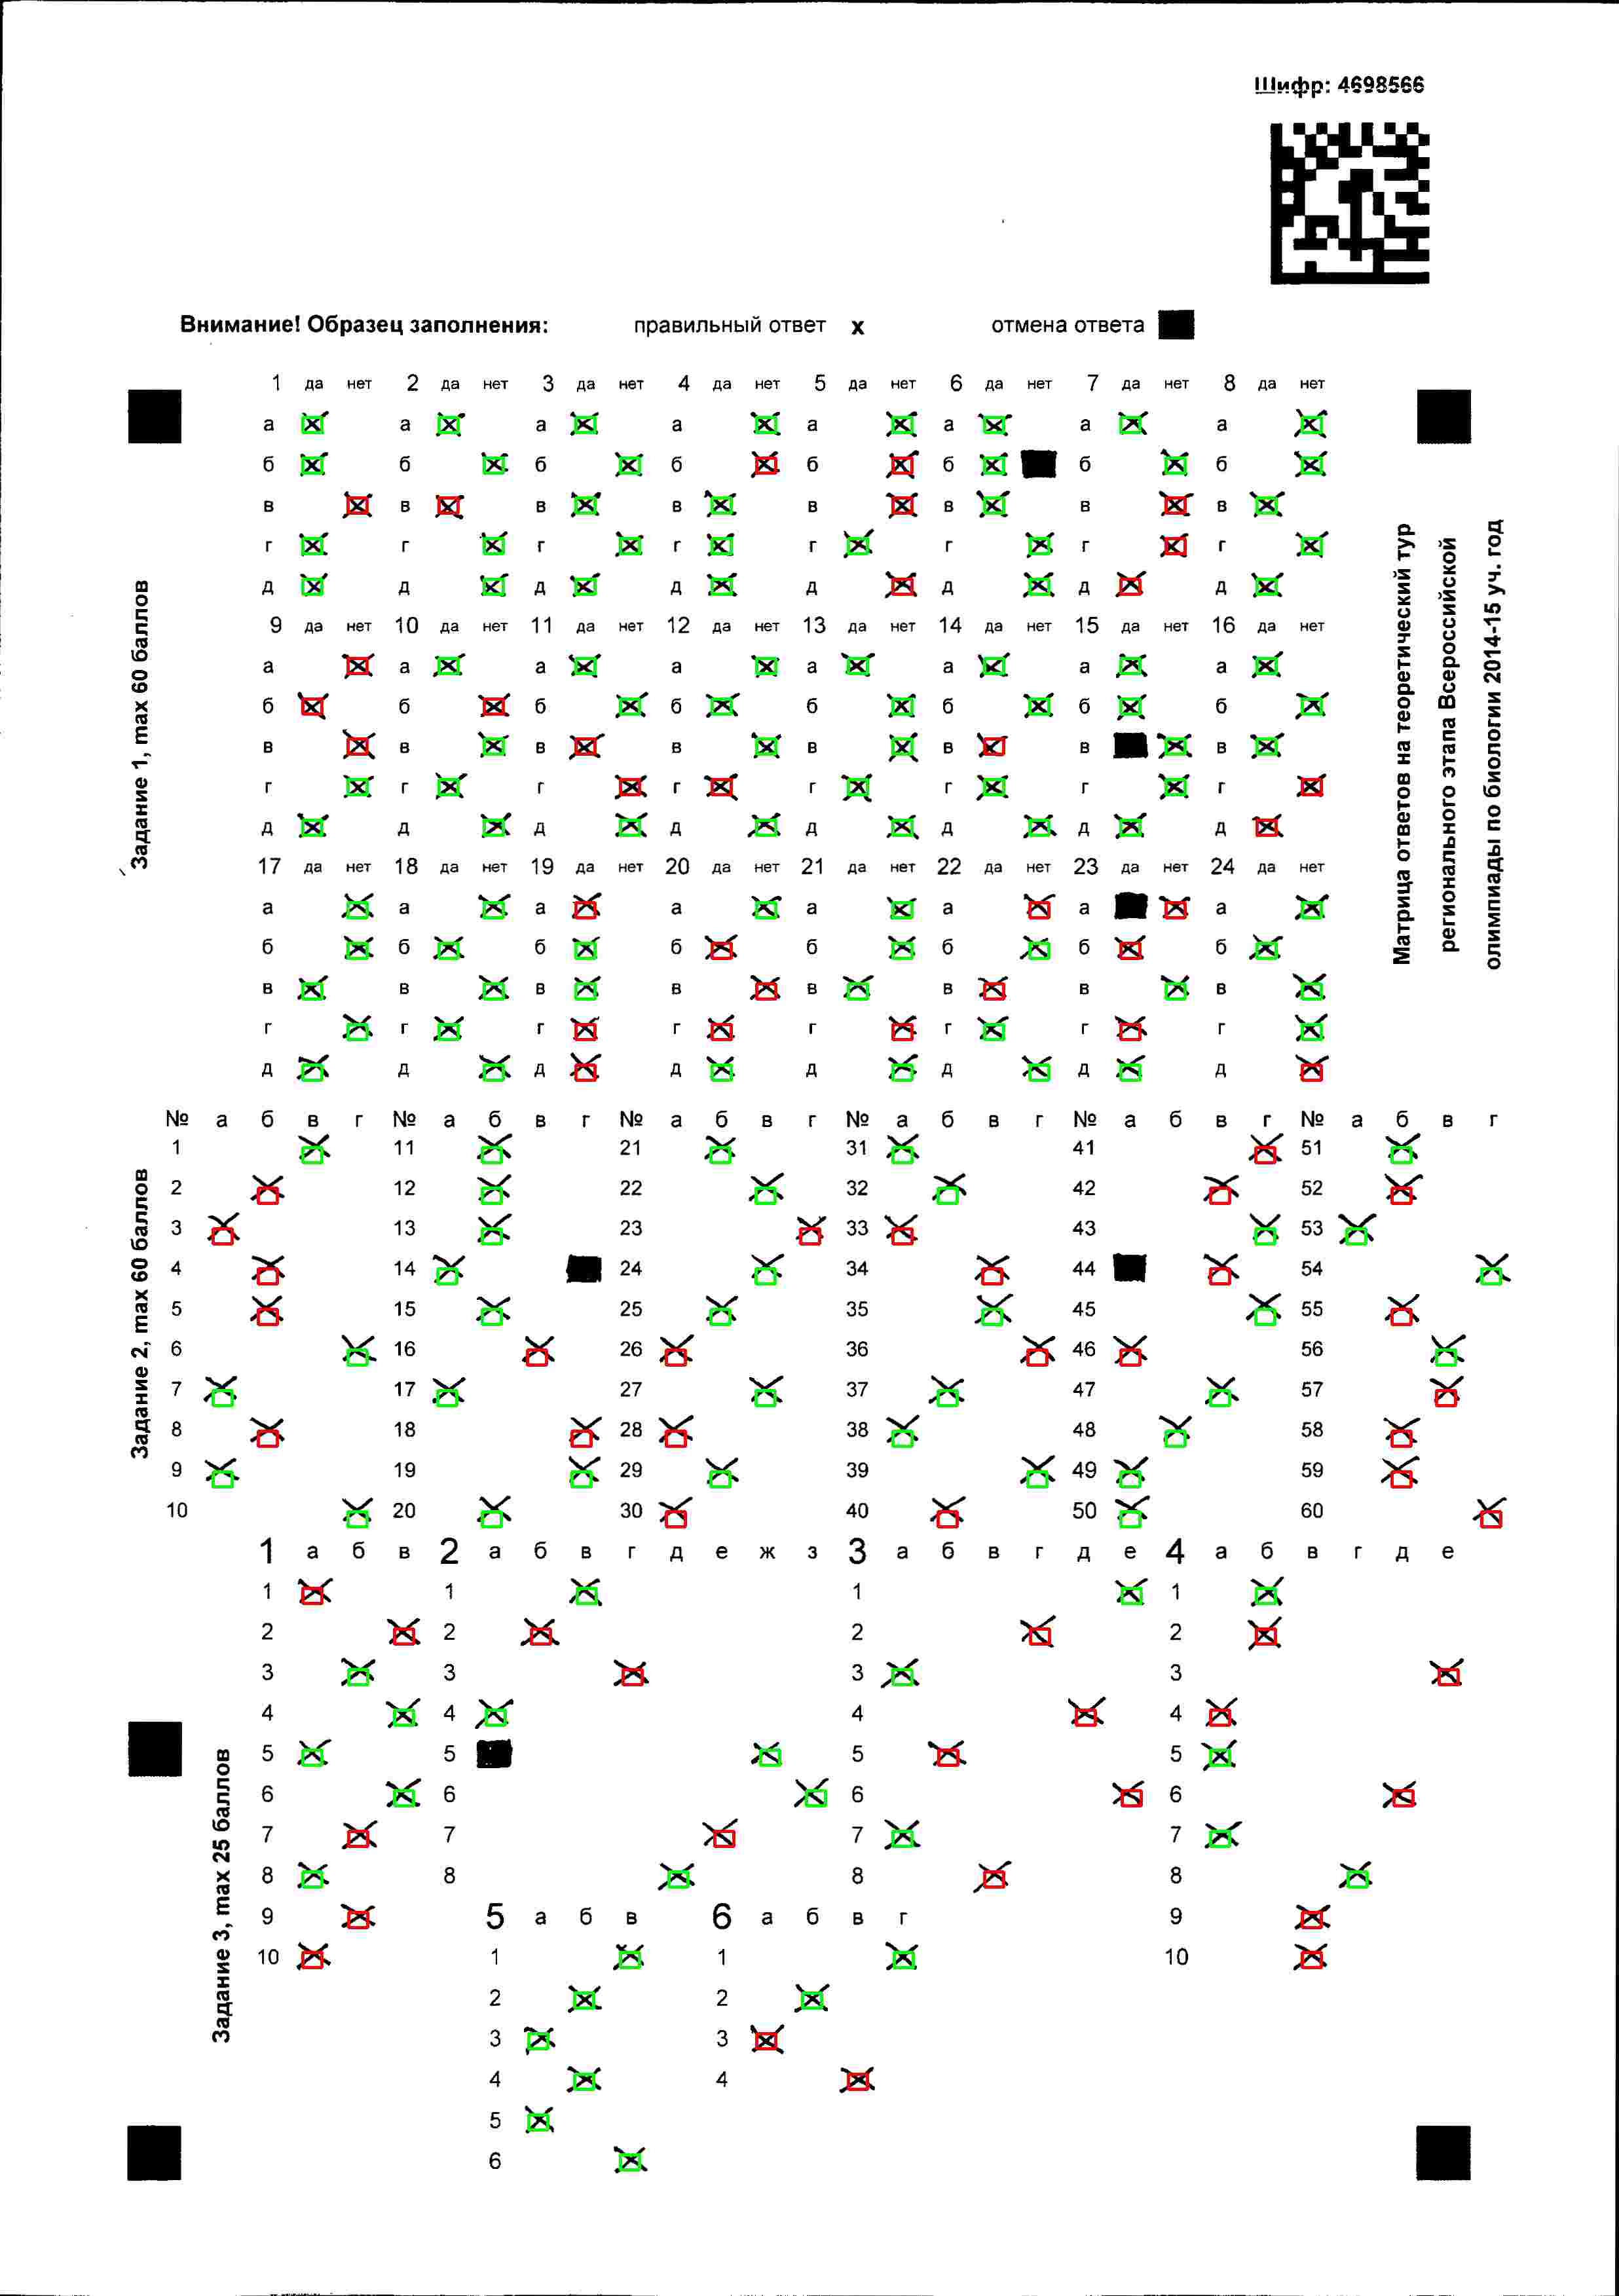 Шифр: 4698566
Внимание! Образец заполнения: правильный ответ х отмена ответа
1 да нет 2 да нет 3 да нет 4 да нет 5 да нет 6 да нет 7 да нет 8 да нет
а а а а а а а а
б б б б б б б б
в в в в в в в в
г г г г г г г г
д д д д д д д д
9 да нет 10 да нет 11 да нет 12 да нет 13 да нет 14 да нет 15 да нет 16 да нет
а а а а а а а а
б б б б б б б б
в в в в в в в в
г г г г г г г г
д д д д д д д д
17 да нет 18 да нет 19 да нет 20 да нет 21 да нет 22 да нет 23 да нет 24 да нет
а а а а а а а а
б б б б б б б б
в в в в в в в в
г г г г г г г г
д д д д д д д д
Задание 1, max 60 баллов
Матрица ответов на теоретический тур
регионального этапа Всероссийской
олимпиады по биологии 2014-15 уч. год
№ а б в г № а б в г № а б в г № а б в г № а б в г № а б в г
1 11 21 31 41 51
2 12 22 32 42 52
3 13 23 33 43 53
4 14 24 34 44 54
5 15 25 35 45 55
6 16 26 36 46 56
7 17 27 37 47 57
8 18 28 38 48 58
9 19 29 39 49 59
10 20 30 40 50 60
Задание 2, max 60 баллов
1 а б в 2 а б в г д е ж з 3 а б в г д е 4 а б в г д е
1 1 1 1
2 2 2 2
3 3 3 3
4 4 4 4
5 5 5 5
6 6 6 6
7 7 7 7
8 8 8 8
9 5 а б в 6 а б в г 9
10 1 1 10
2 2
3 3
4 4
5
6
Задание 3, max 25 баллов